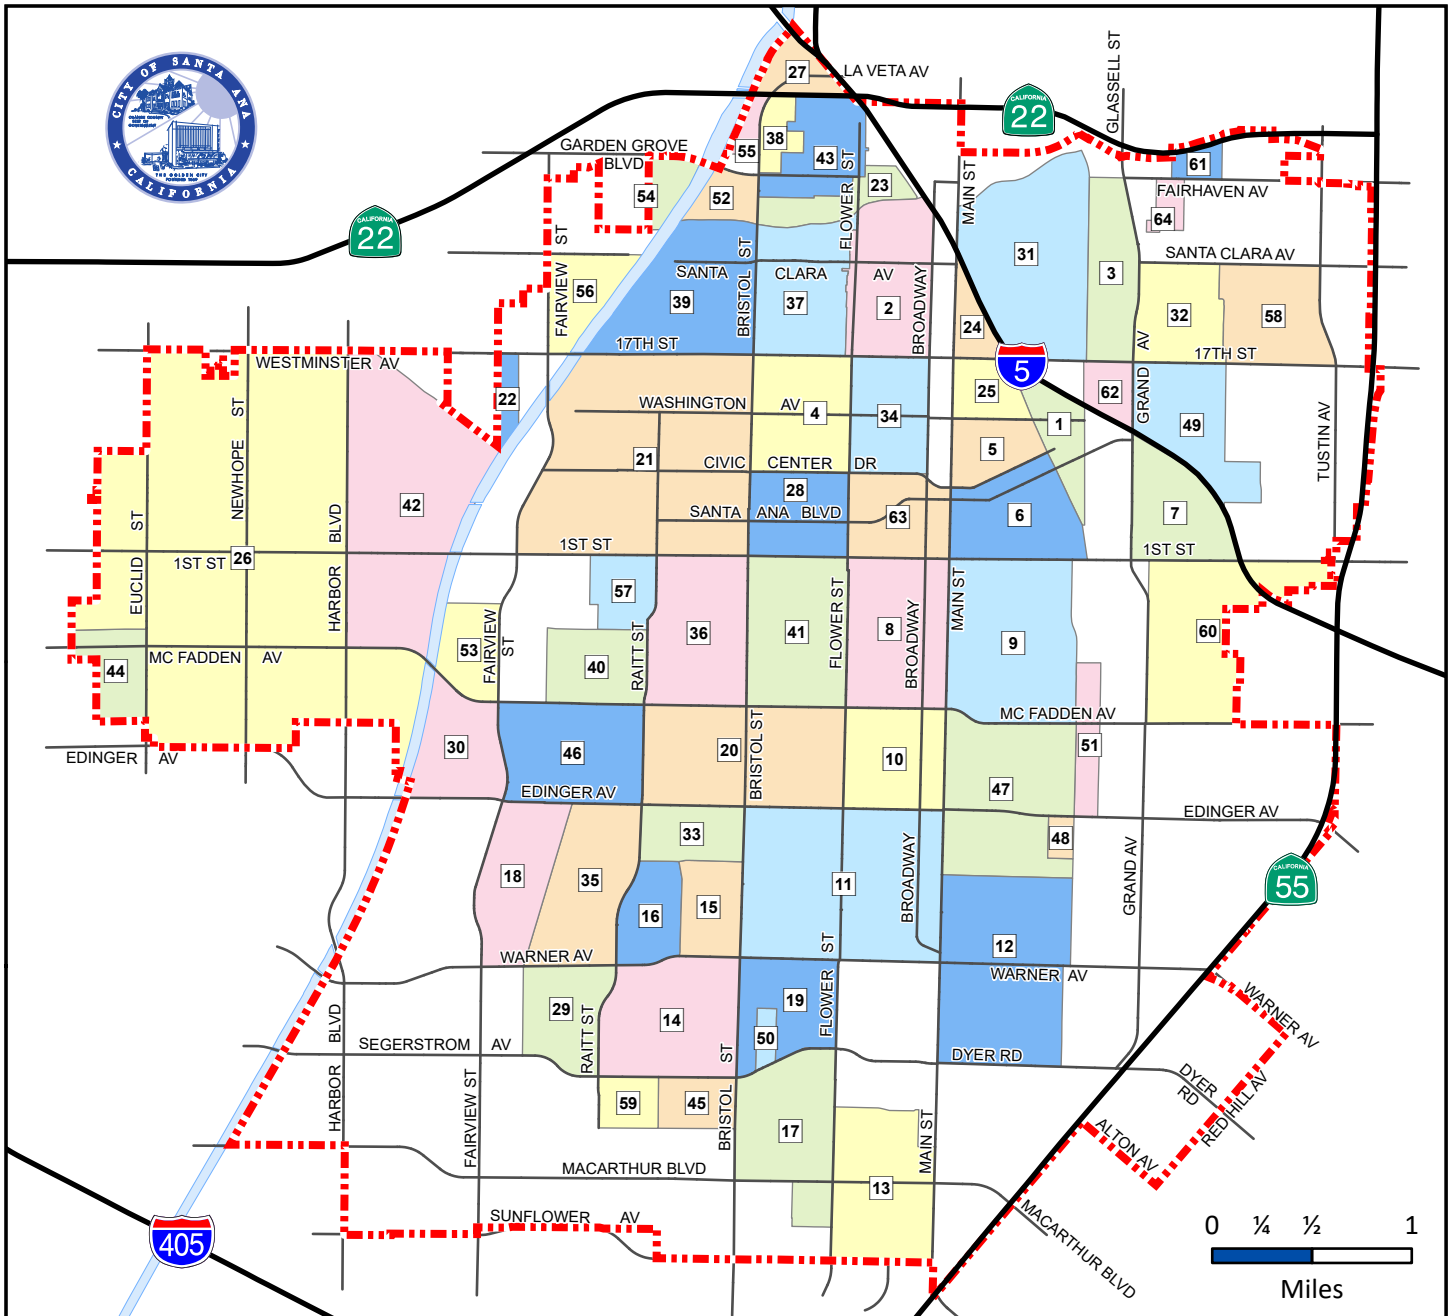 CITY OF SANTA ANA
CALIFORNIA
27
LA VETA AV
GLASSELL ST
CALIFORNIA
22
38
55
43
GARDEN GROVE
BLVD
61
FAIRHAVEN AV
54
52
23
FLOWER ST
MAIN ST
64
CALIFORNIA
22
FAIRVIEW ST
31
SANTA CLARA AV
3
56
SANTA CLARA AV
39
BRISTOL ST
37
2
BROADWAY
24
32
58
17TH ST
17TH ST
5
WESTMINSTER AV
22
25
62
GRAND AV
WASHINGTON AV
4
34
1
49
NEWHOPE ST
TUSTIN AV
21
CIVIC CENTER DR
5
28
42
SANTA ANA BLVD
63
6
7
EUCLID ST
HARBOR BLVD
1ST ST
26
1ST ST
1ST ST
57
36
41
FLOWER ST
8
BROADWAY
MAIN ST
9
60
53
FAIRVIEW ST
RAITT ST
40
44
MC FADDEN AV
MC FADDEN AV
30
46
20
BRISTOL ST
10
51
EDINGER AV
47
EDINGER AV
EDINGER AV
33
48
18
35
11
BROADWAY
GRAND AV
CALIFORNIA
55
16
15
12
WARNER AV
WARNER AV
FLOWER ST
19
29
14
50
WARNER AV
HARBOR BLVD
SEGERSTROM AV
RAITT ST
DYER RD
DYER RD
RED HILL AV
59
45
BRISTOL ST
17
HARBOR
FAIRVIEW ST
MAIN ST
ALTON AV
MACARTHUR BLVD
13
MACARTHUR BLVD
SUNFLOWER AV
405
0 ¼ ½ 1
Miles